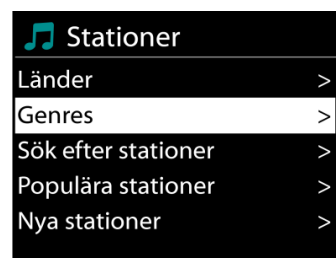 Stationer
Länder >
Genres >
Sök efter stationer >
Populära stationer >
Nya stationer >